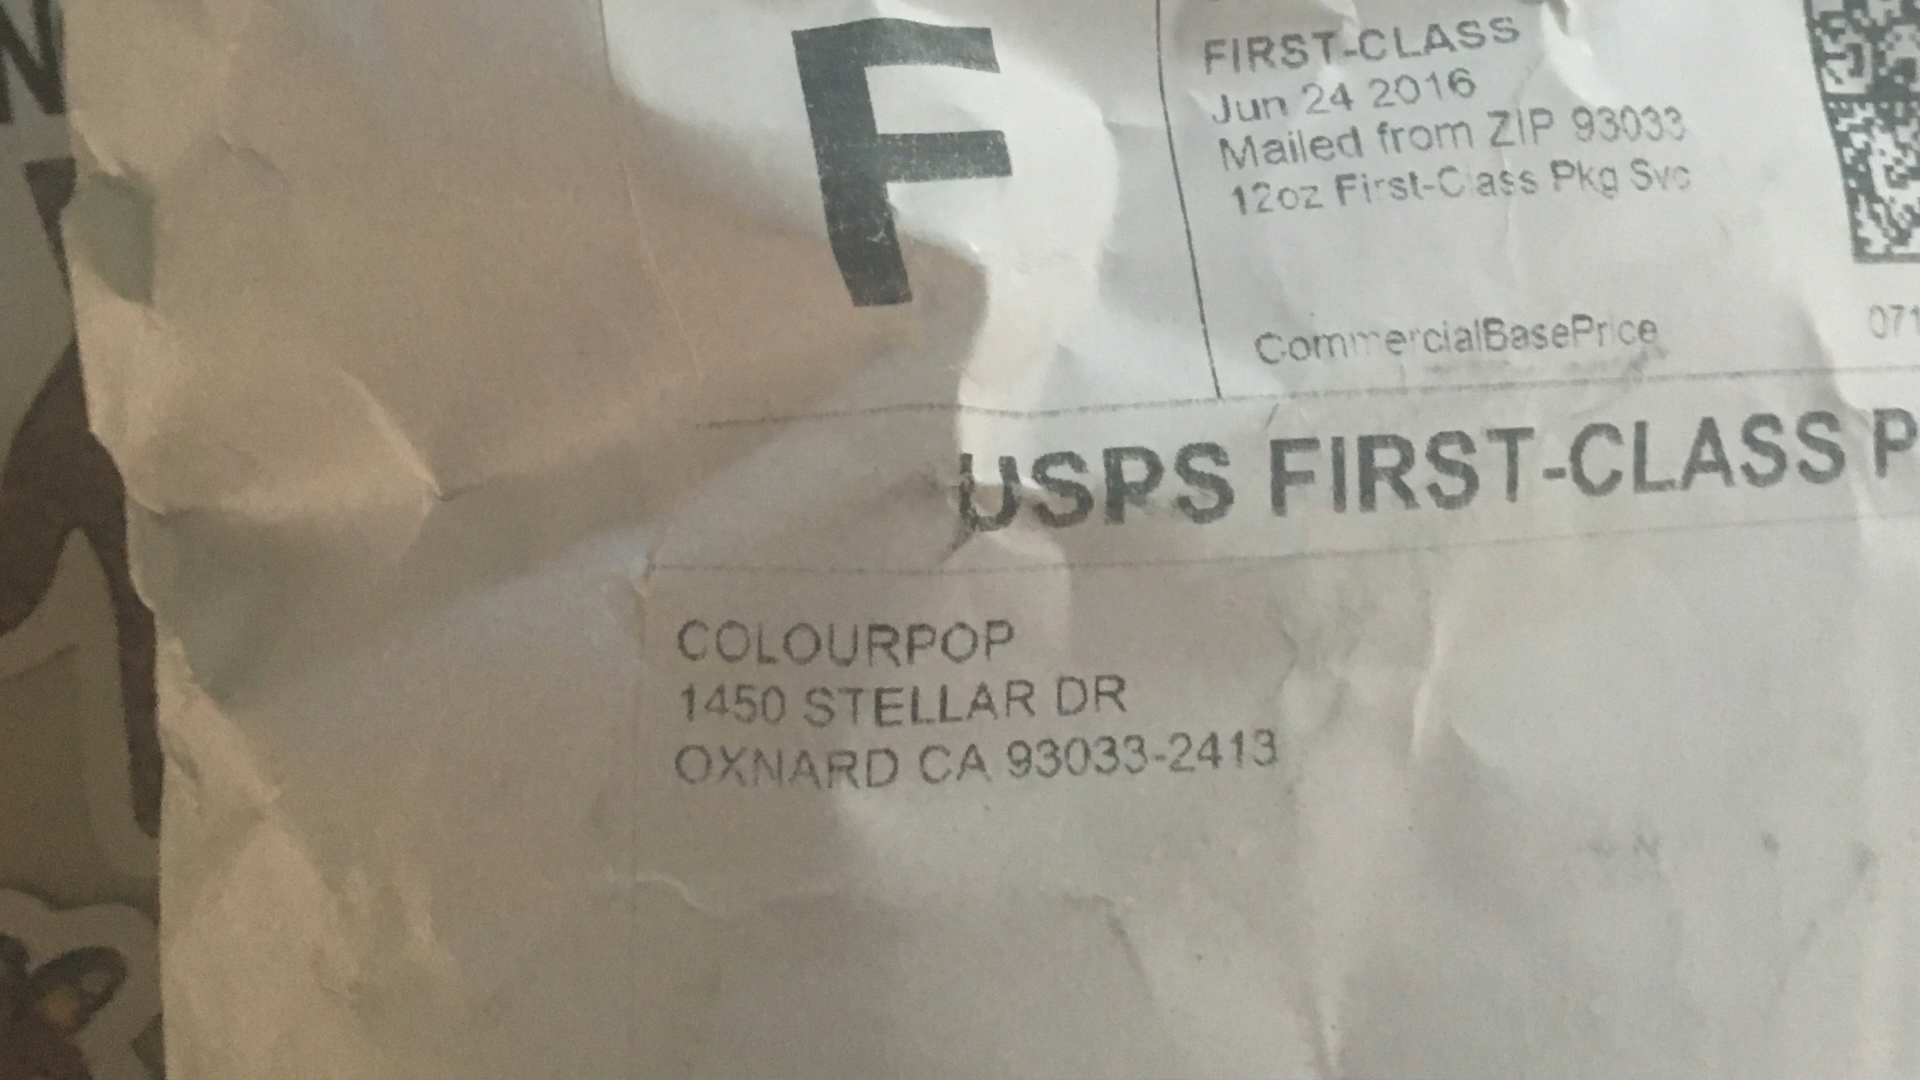 F
FIRST-CLASS
Jun 24 2016
Mailed from ZIP 93033
12oz First-Class Pkg Svc
CommercialBasePrice
071
USPS FIRST-CLASS P
COLOURPOP
1450 STELLAR DR
OXNARD CA 93033-2413